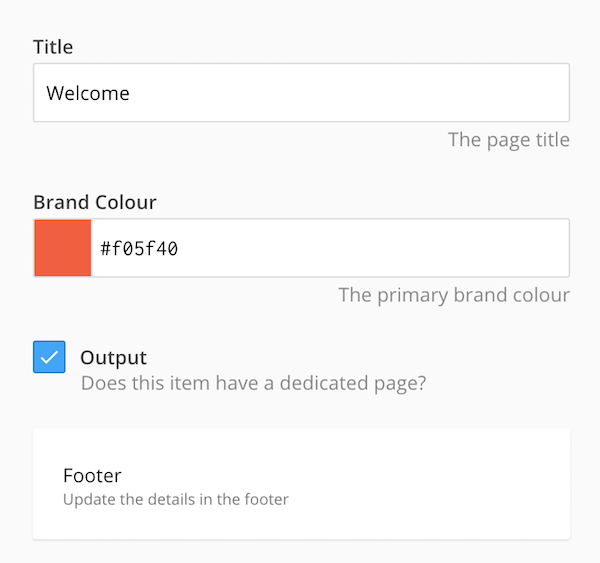 Title
Welcome
The page title
Brand Colour
#f05f40
The primary brand colour
Output
Does this item have a dedicated page?
Footer
Update the details in the footer